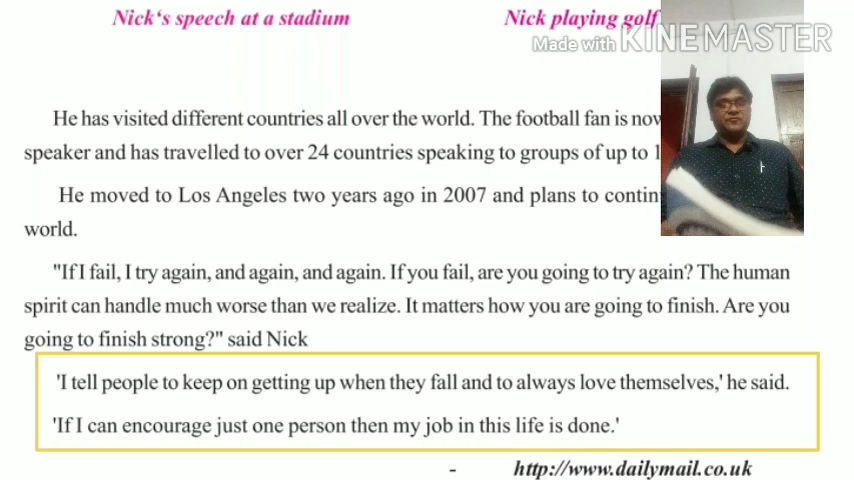 Nick's speech at a stadium Nick playing golf
Made with KINEMASTER
He has visited different countries all over the world. The football fan is now
speaker and has travelled to over 24 countries speaking to groups of up to 1
He moved to Los Angeles two years ago in 2007 and plans to contin
world.
"If I fail, I try again, and again, and again. If you fail, are you going to try again? The human
spirit can handle much worse than we realize. It matters how you are going to finish. Are you
going to finish strong?" said Nick
'I tell people to keep on getting up when they fall and to always love themselves,' he said.
'If I can encourage just one person then my job in this life is done.'
- http://www.dailymail.co.uk